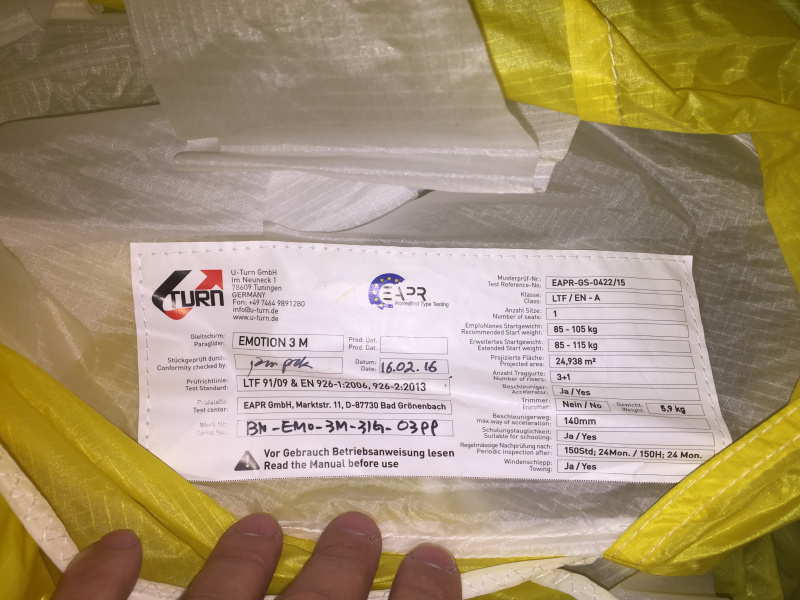 U-TURN
U-Turn GmbH
Im Neuneck 1
78609 Tuningen
GERMANY
Fon: +49 7464 9891280
info@u-turn.de
www.u-turn.de
EAPR
Accredited Type Testing
Gleitschirm:
Paraglider:
EMOTION 3 M
Prod. Dat.
Prod. Dat.
Stückgeprüft durch:
Conformity checked by:
Datum:
Date:
16.02.16
Prüfrichtlinie:
Test Standard:
LTF 91/09 & EN 926-1:2006, 926-2:2013
Prüfstelle:
Test center:
EAPR GmbH, Marktstr. 11, D-87730 Bad Grönenbach
Werk Nr.:
Serial No.:
Vor Gebrauch Betriebsanweisung lesen
Read the Manual before use
Musterprüf-Nr.:
Test Reference-No.:
EAPR-GS-0422/15
Klasse:
Class:
LTF / EN - A
Anzahl Sitze:
Number of seats:
1
Empfohlenes Startgewicht:
Recommended Start weight:
85 - 105 kg
Erweitertes Startgewicht:
Extended Start weight:
85 - 115 kg
Projizierte Fläche:
Projected area:
24,938 m²
Anzahl Traggurte:
Number of risers:
3+1
Beschleuniger:
Accelerator:
Ja / Yes
Trimmer:
Trimmer:
Nein / No
Gewicht:
Weight:
5,9 kg
Beschleunigerweg:
max.way of accelaration:
140mm
Schulungstauglichkeit:
Suitable for schooling:
Ja / Yes
Regelmässige Nachprüfung nach:
Periodic inspection after:
150Std; 24Mon. / 150H; 24 Mon.
Windenschlepp:
Towing:
Ja / Yes